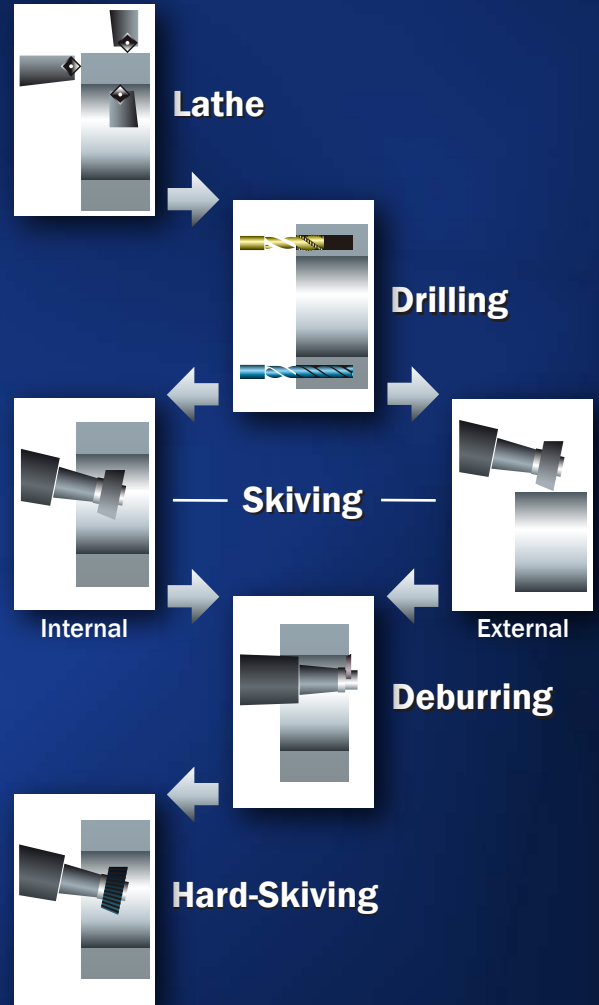 Lathe
Drilling
Skiving
Internal
External
Deburring
Hard-Skiving